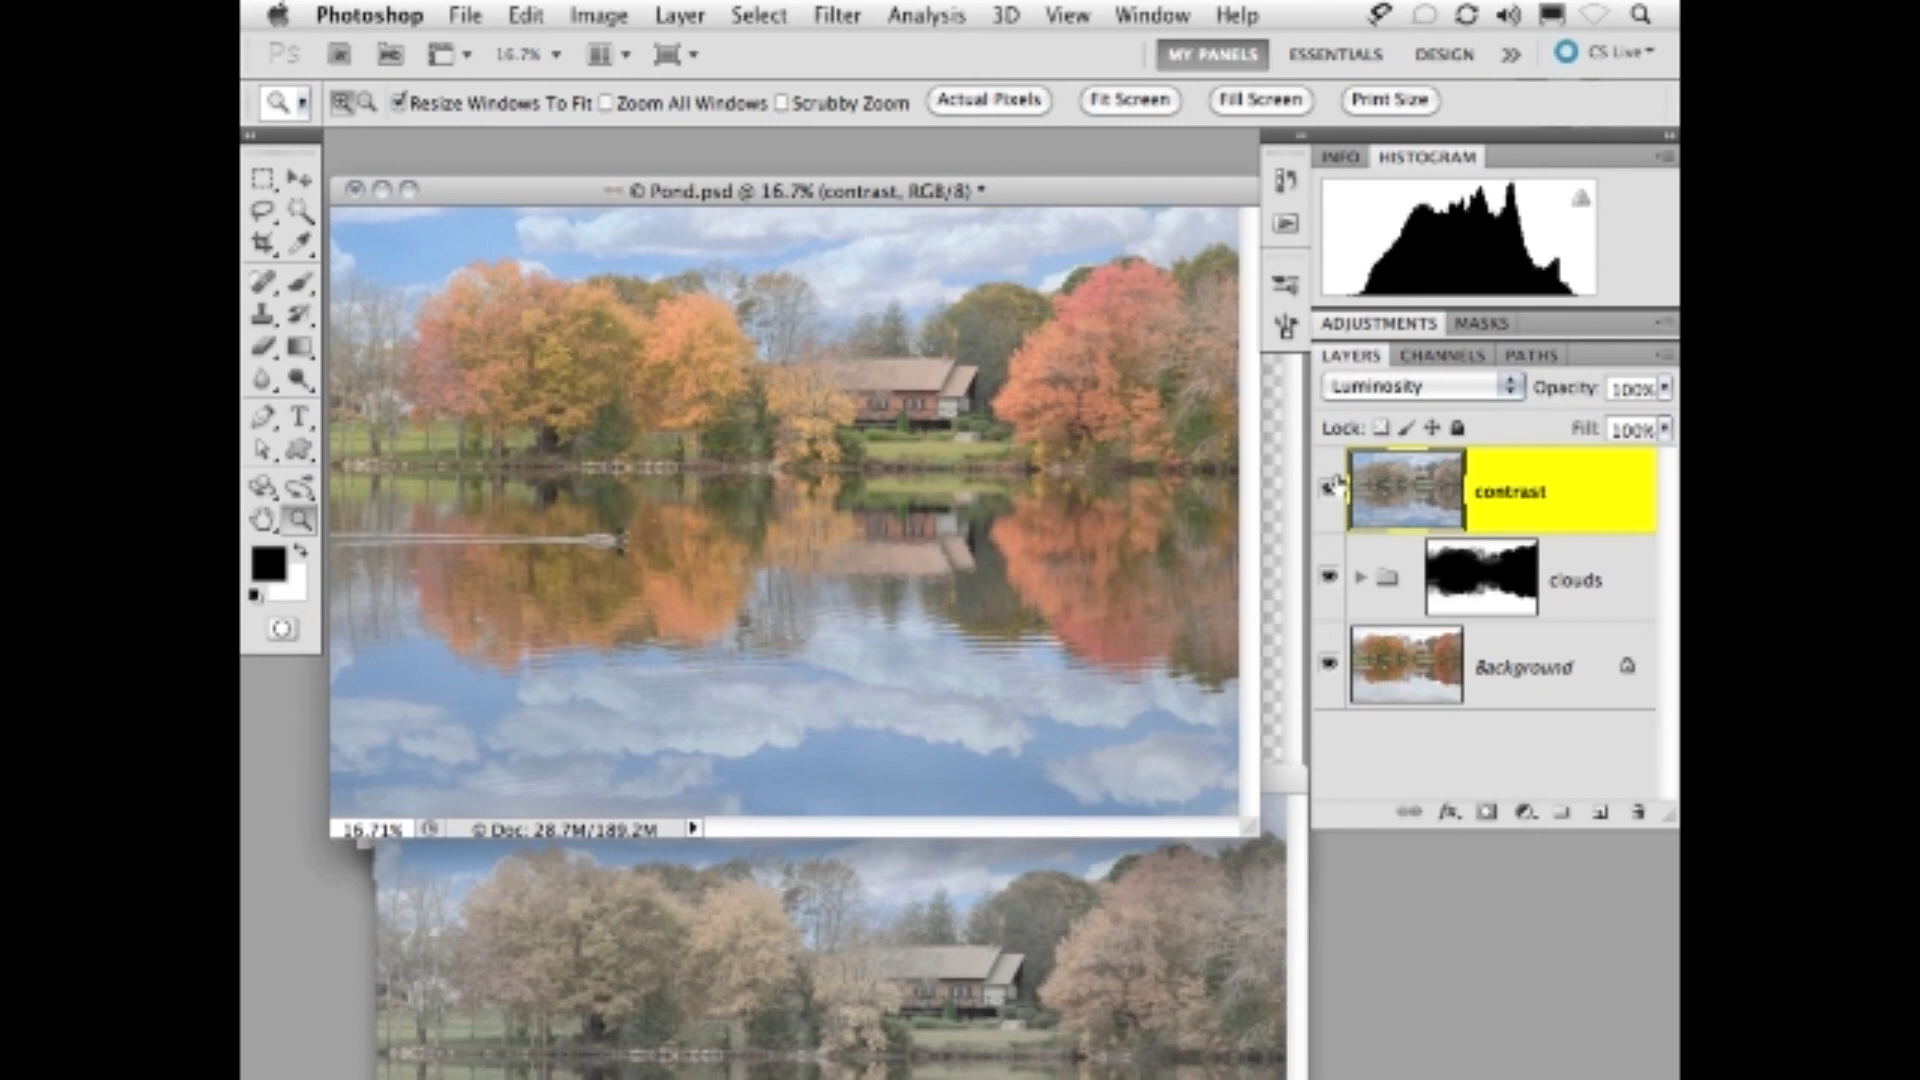 Photoshop File Edit Image Layer Select Filter Analysis 3D View Window Help
Ps 16.7% MY PANELS ESSENTIALS DESIGN >> CS Live
Resize Windows To Fit Zoom All Windows Scrubby Zoom Actual Pixels Fit Screen Fill Screen Print Size
INFO HISTOGRAM
© Pond.psd @ 16.7% (contrast, RGB/8) *
ADJUSTMENTS MASKS
LAYERS CHANNELS PATHS
Luminosity Opacity: 100%
Lock: Fill: 100%
contrast
clouds
Background
16.71% © Doc: 28.7M/189.2M